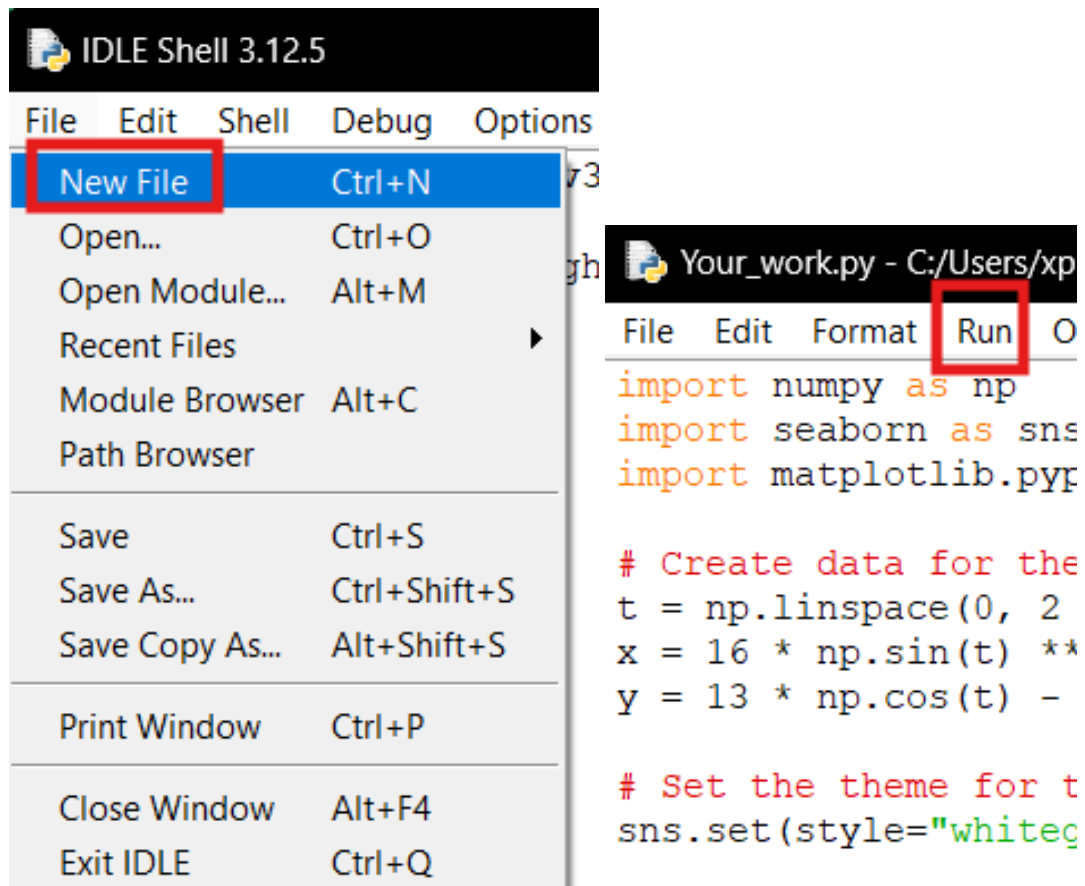 IDLE Shell 3.12.5
File Edit Shell Debug Options
New File Ctrl+N
Open... Ctrl+O
Open Module... Alt+M
Recent Files
Module Browser Alt+C
Path Browser
Save Ctrl+S
Save As... Ctrl+Shift+S
Save Copy As... Alt+Shift+S
Print Window Ctrl+P
Close Window Alt+F4
Exit IDLE Ctrl+Q
Your_work.py - C:/Users/xp
File Edit Format Run
import numpy as np
import seaborn as sns
import matplotlib.pyp
# Create data for the
t = np.linspace(0, 2
x = 16 * np.sin(t) **
y = 13 * np.cos(t) -
# Set the theme for t
sns.set(style="whiteg